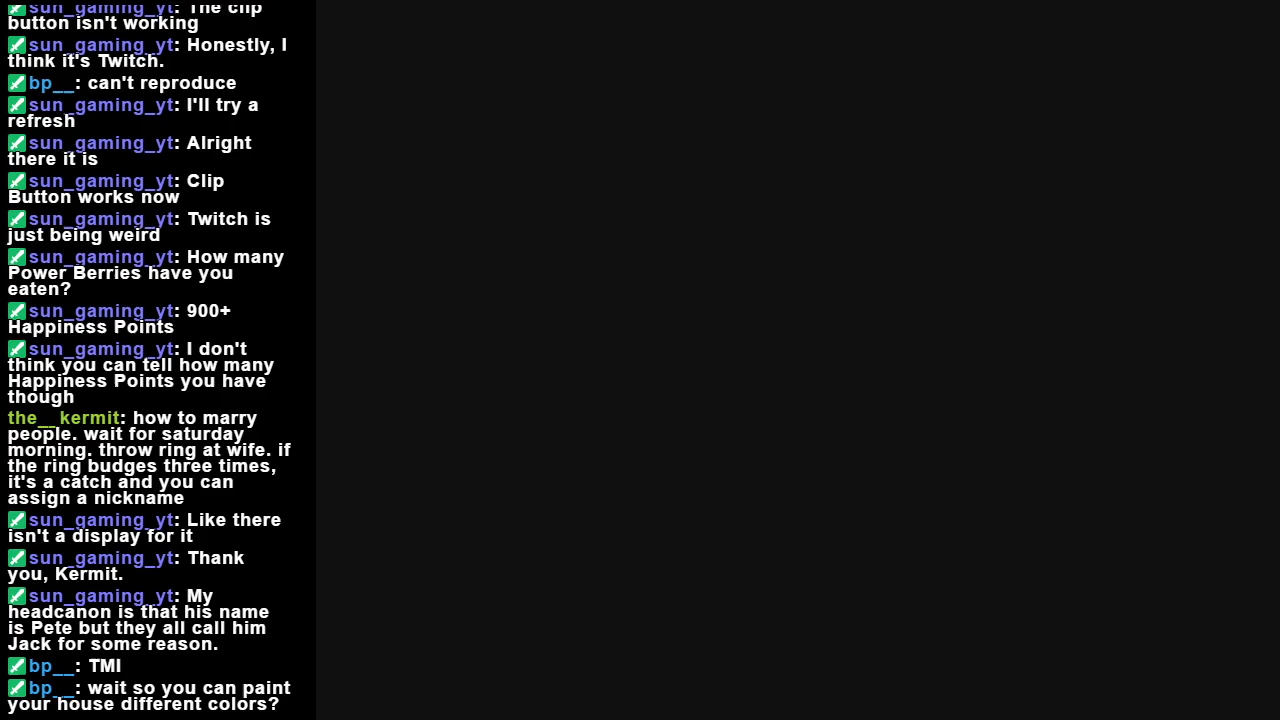 sun_gaming_yt: The clip
button isn't working
sun_gaming_yt: Honestly, I
think it's Twitch.
bp__: can't reproduce
sun_gaming_yt: I'll try a
refresh
sun_gaming_yt: Alright
there it is
sun_gaming_yt: Clip
Button works now
sun_gaming_yt: Twitch is
just being weird
sun_gaming_yt: How many
Power Berries have you
eaten?
sun_gaming_yt: 900+
Happiness Points
sun_gaming_yt: I don't
think you can tell how many
Happiness Points you have
though
the__kermit: how to marry
people. wait for saturday
morning. throw ring at wife. if
the ring budges three times,
it's a catch and you can
assign a nickname
sun_gaming_yt: Like there
isn't a display for it
sun_gaming_yt: Thank
you, Kermit.
sun_gaming_yt: My
headcanon is that his name
is Pete but they all call him
Jack for some reason.
bp__: TMI
bp__: wait so you can paint
your house different colors?